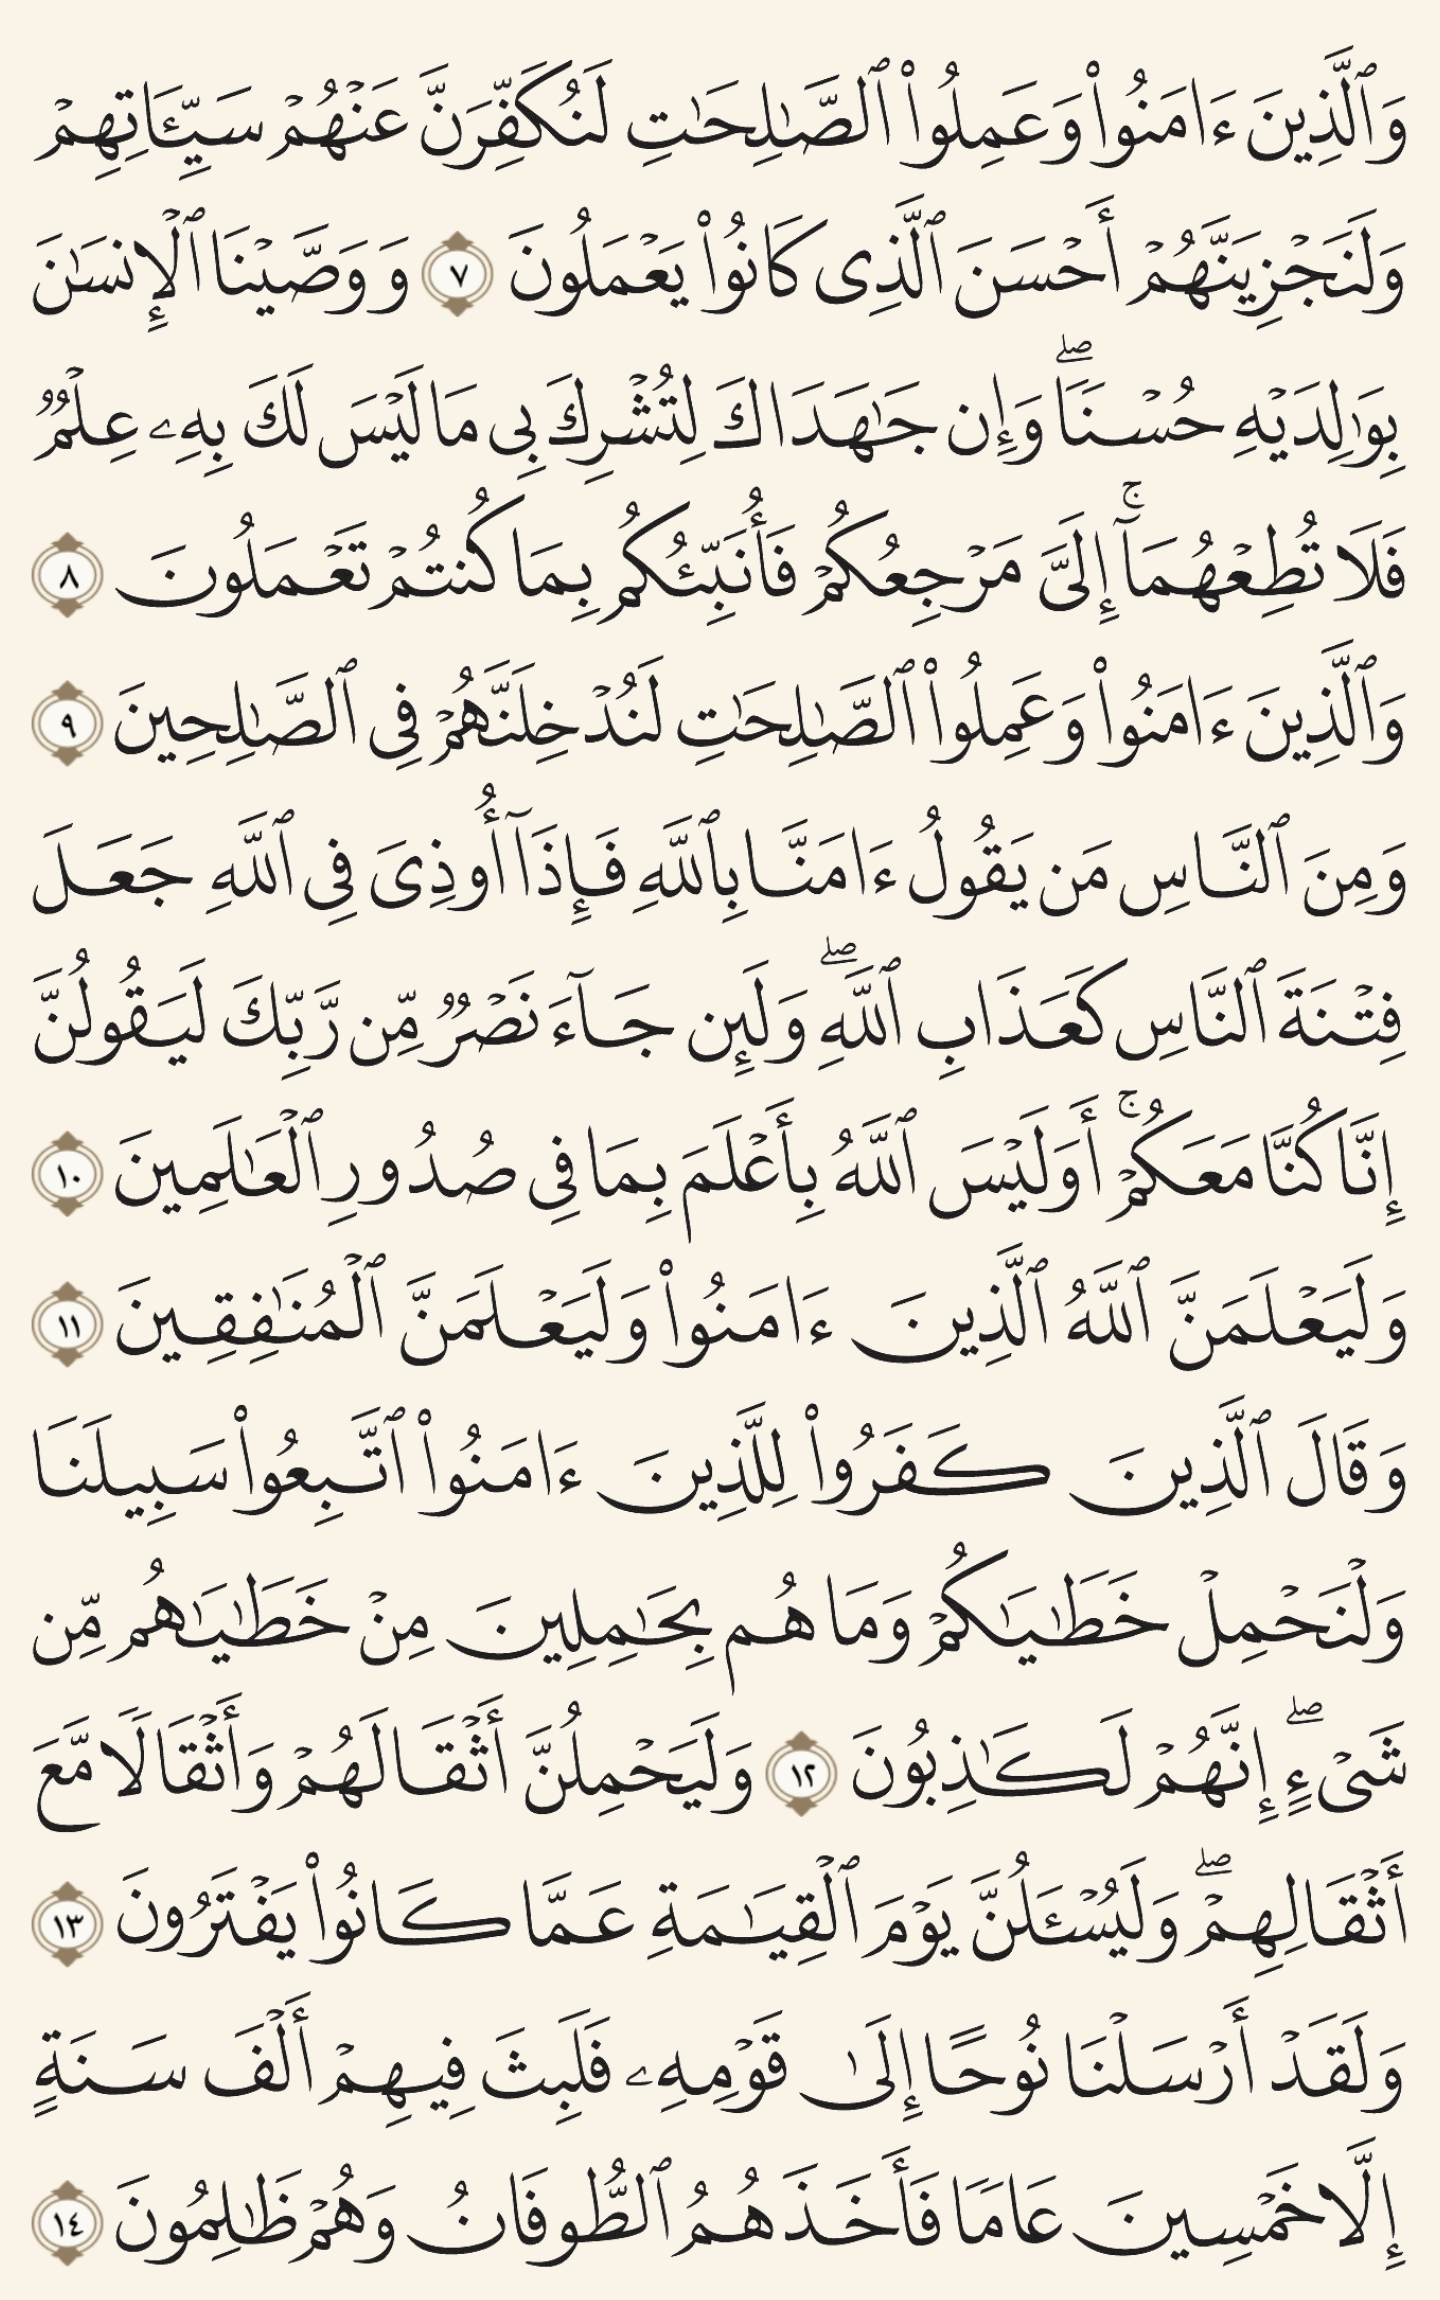 وَٱلَّذِينَ ءَامَنُوا۟ وَعَمِلُوا۟ ٱلصَّـٰلِحَـٰتِ لَنُكَفِّرَنَّ عَنْهُمْ سَيِّـَٔاتِهِمْ
وَلَنَجْزِيَنَّهُمْ أَحْسَنَ ٱلَّذِى كَانُوا۟ يَعْمَلُونَ ٧ وَوَصَّيْنَا ٱلْإِنسَـٰنَ
بِوَٰلِدَيْهِ حُسْنًا ۖ وَإِن جَـٰهَدَاكَ لِتُشْرِكَ بِى مَا لَيْسَ لَكَ بِهِۦ عِلْمٌ
فَلَا تُطِعْهُمَآ ۚ إِلَىَّ مَرْجِعُكُمْ فَأُنَبِّئُكُم بِمَا كُنتُمْ تَعْمَلُونَ ٨
وَٱلَّذِينَ ءَامَنُوا۟ وَعَمِلُوا۟ ٱلصَّـٰلِحَـٰتِ لَنُدْخِلَنَّهُمْ فِى ٱلصَّـٰلِحِينَ ٩
وَمِنَ ٱلنَّاسِ مَن يَقُولُ ءَامَنَّا بِٱللَّهِ فَإِذَآ أُوذِىَ فِى ٱللَّهِ جَعَلَ
فِتْنَةَ ٱلنَّاسِ كَعَذَابِ ٱللَّهِ ۖ وَلَئِن جَآءَ نَصْرٌ مِّن رَّبِّكَ لَيَقُولُنَّ
إِنَّا كُنَّا مَعَكُمْ ۚ أَوَلَيْسَ ٱللَّهُ بِأَعْلَمَ بِمَا فِى صُدُورِ ٱلْعَـٰلَمِينَ ١٠
وَلَيَعْلَمَنَّ ٱللَّهُ ٱلَّذِينَ ءَامَنُوا۟ وَلَيَعْلَمَنَّ ٱلْمُنَـٰفِقِينَ ١١
وَقَالَ ٱلَّذِينَ كَفَرُوا۟ لِلَّذِينَ ءَامَنُوا۟ ٱتَّبِعُوا۟ سَبِيلَنَا
وَلْنَحْمِلْ خَطَـٰيَـٰكُمْ وَمَا هُم بِحَـٰمِلِينَ مِنْ خَطَـٰيَـٰهُم مِّن
شَىْءٍ ۖ إِنَّهُمْ لَكَـٰذِبُونَ ١٢ وَلَيَحْمِلُنَّ أَثْقَالَهُمْ وَأَثْقَالًا مَّعَ
أَثْقَالِهِمْ ۖ وَلَيُسْـَٔلُنَّ يَوْمَ ٱلْقِيَـٰمَةِ عَمَّا كَانُوا۟ يَفْتَرُونَ ١٣
وَلَقَدْ أَرْسَلْنَا نُوحًا إِلَىٰ قَوْمِهِۦ فَلَبِثَ فِيهِمْ أَلْفَ سَنَةٍ
إِلَّا خَمْسِينَ عَامًا فَأَخَذَهُمُ ٱلطُّوفَانُ وَهُمْ ظَـٰلِمُونَ ١٤